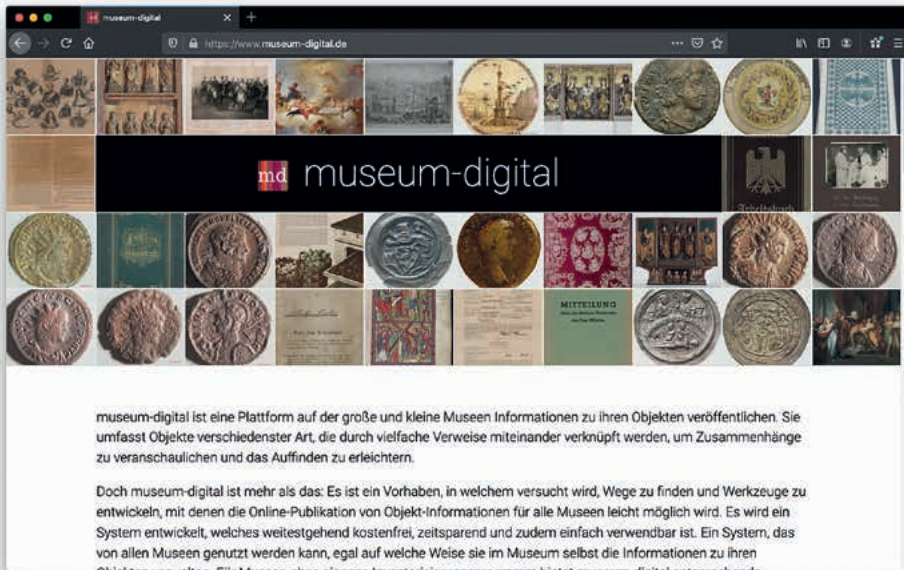 museum-digital
https://www.museum-digital.de
md museum-digital
Arbeitsbuch
MITTEILUNG
museum-digital ist eine Plattform auf der große und kleine Museen Informationen zu ihren Objekten veröffentlichen. Sie
umfasst Objekte verschiedenster Art, die durch vielfache Verweise miteinander verknüpft werden, um Zusammenhänge
zu veranschaulichen und das Auffinden zu erleichtern.
Doch museum-digital ist mehr als das: Es ist ein Vorhaben, in welchem versucht wird, Wege zu finden und Werkzeuge zu
entwickeln, mit denen die Online-Publikation von Objekt-Informationen für alle Museen leicht möglich wird. Es wird ein
System entwickelt, welches weitestgehend kostenfrei, zeitsparend und zudem einfach verwendbar ist. Ein System, das
von allen Museen genutzt werden kann, egal auf welche Weise sie im Museum selbst die Informationen zu ihren